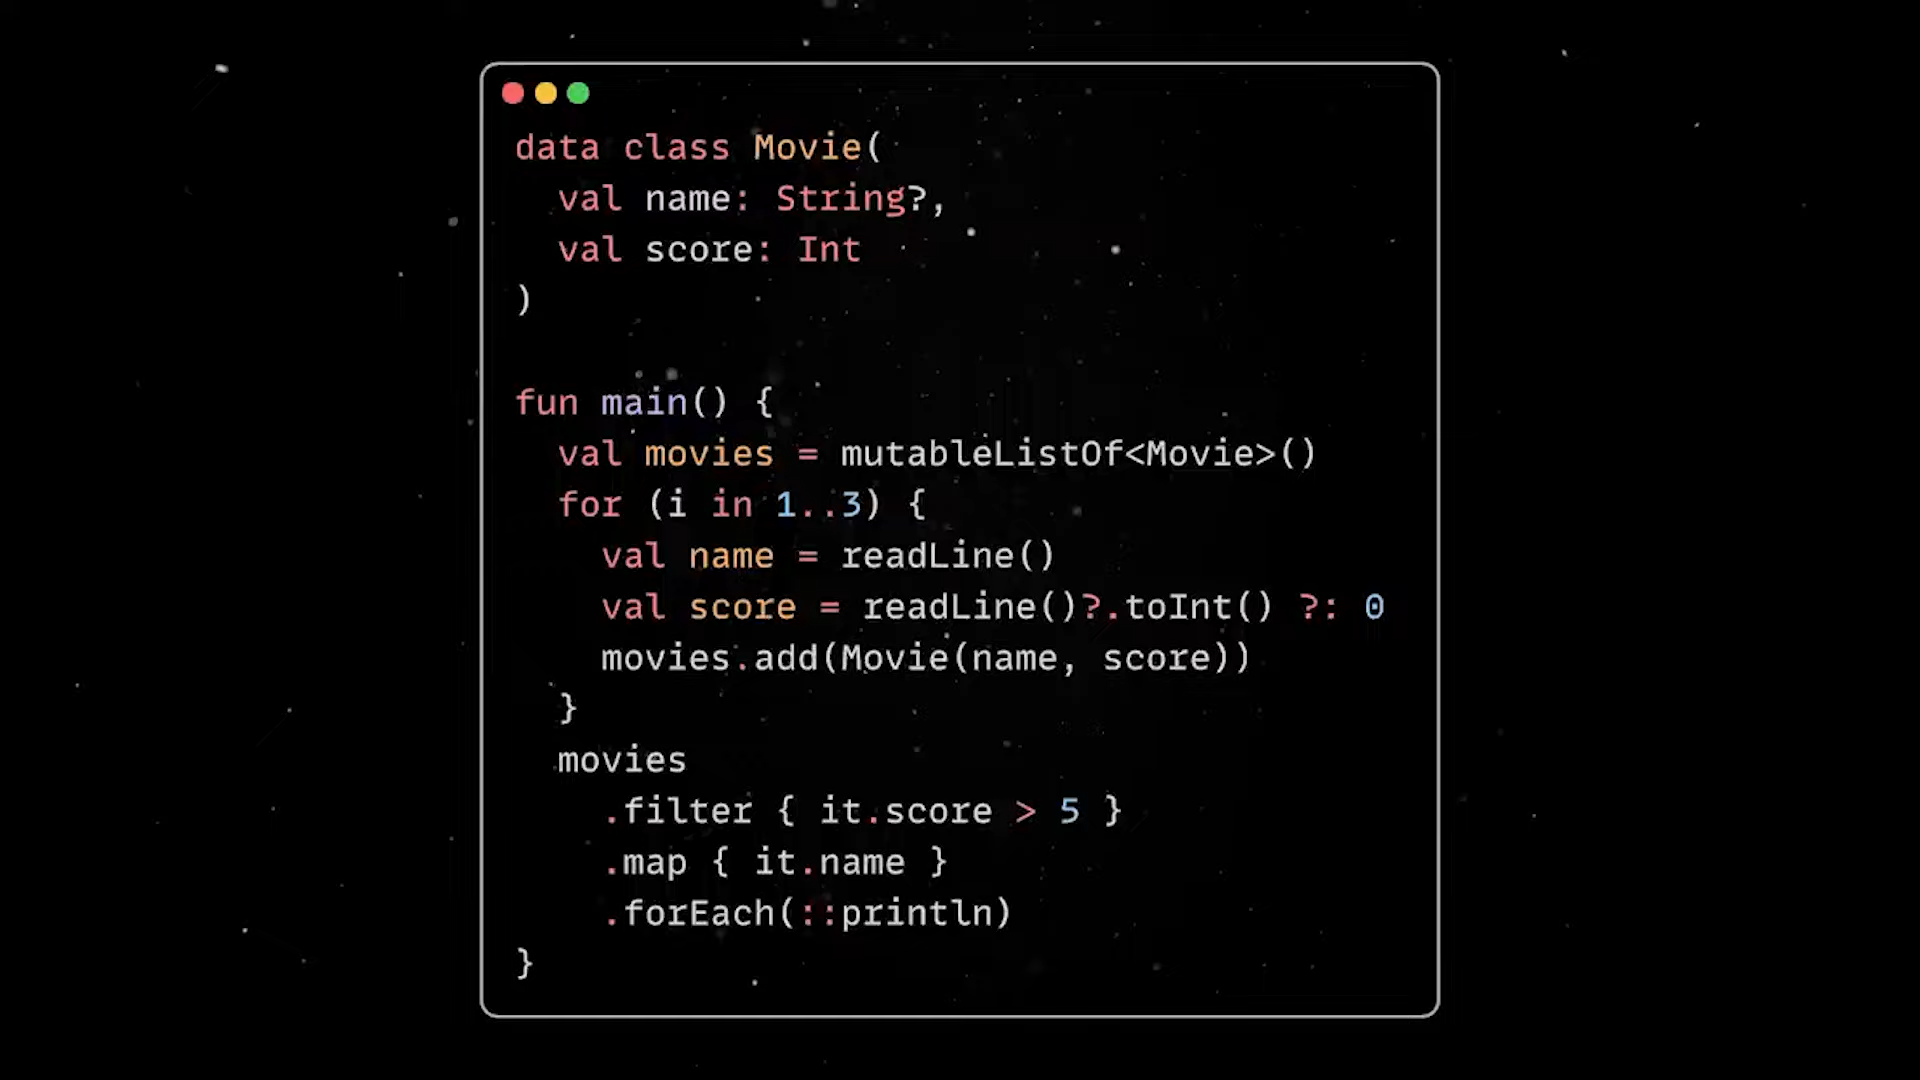 data class Movie(
  val name: String?,
  val score: Int
)
fun main() {
  val movies = mutableListOf<Movie>()
  for (i in 1..3) {
    val name = readLine()
    val score = readLine()?.toInt() ?: 0
    movies.add(Movie(name, score))
  }
  movies
    .filter { it.score > 5 }
    .map { it.name }
    .forEach(::println)
}